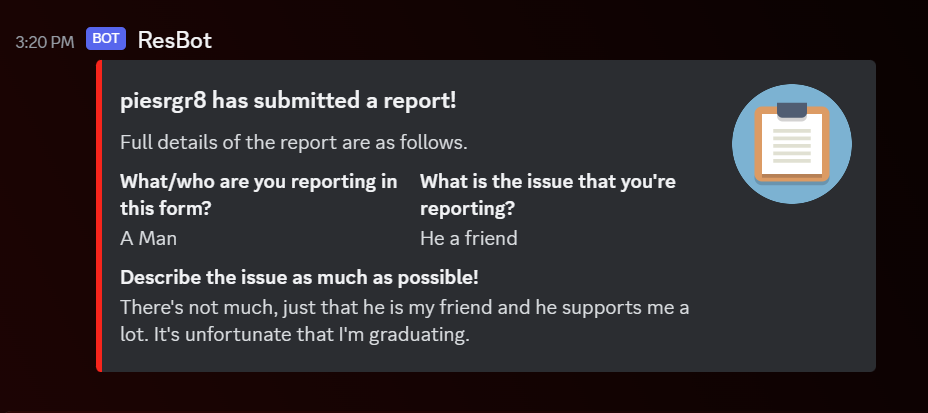 3:20 PM BOT ResBot
piesrgr8 has submitted a report!
Full details of the report are as follows.
What/who are you reporting in
this form?
A Man
What is the issue that you're
reporting?
He a friend
Describe the issue as much as possible!
There's not much, just that he is my friend and he supports me a
lot. It's unfortunate that I'm graduating.